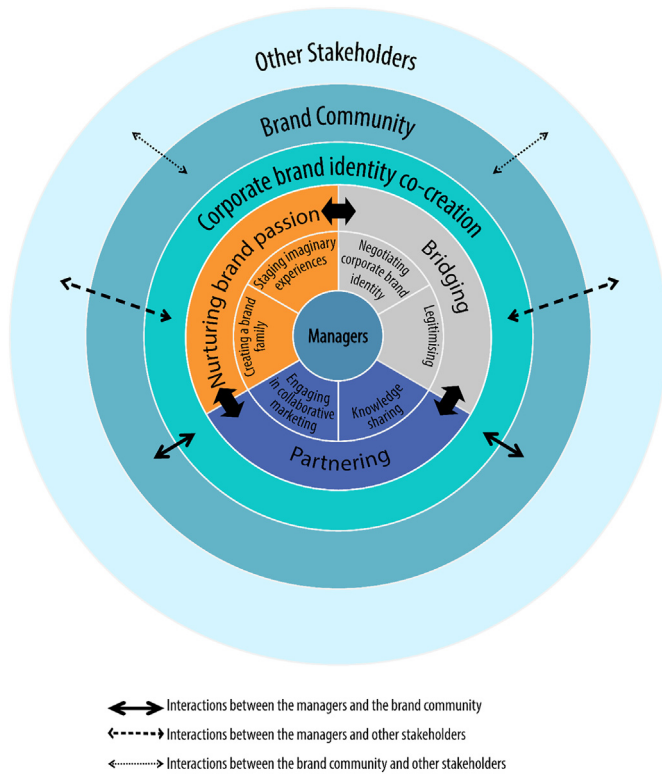 Other Stakeholders
Brand Community
Corporate brand identity co-creation
Nurturing brand passion
Staging imaginary
experiences
Creating a brand
family
Bridging
Negotiating
corporate brand
identity
Legitimising
Managers
Engaging
in collaborative
marketing
Knowledge
sharing
Partnering
Interactions between the managers and the brand community
Interactions between the managers and other stakeholders
Interactions between the brand community and other stakeholders